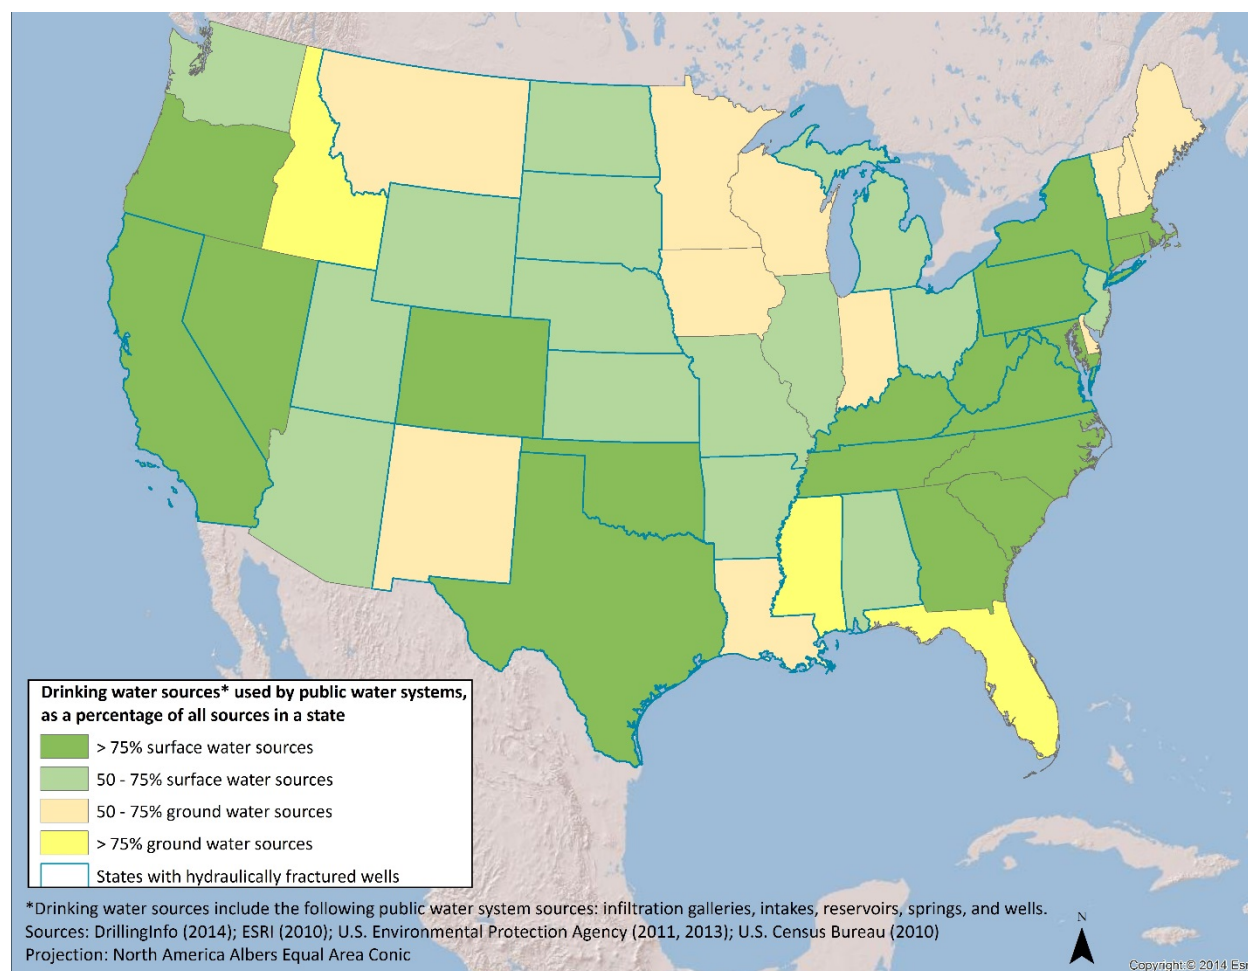 Drinking water sources* used by public water systems,
as a percentage of all sources in a state
> 75% surface water sources
50 - 75% surface water sources
50 - 75% ground water sources
> 75% ground water sources
States with hydraulically fractured wells
*Drinking water sources include the following public water system sources: infiltration galleries, intakes, reservoirs, springs, and wells.
Sources: DrillingInfo (2014); ESRI (2010); U.S. Environmental Protection Agency (2011, 2013); U.S. Census Bureau (2010)
Projection: North America Albers Equal Area Conic
N
Copyright:© 2014 Esr